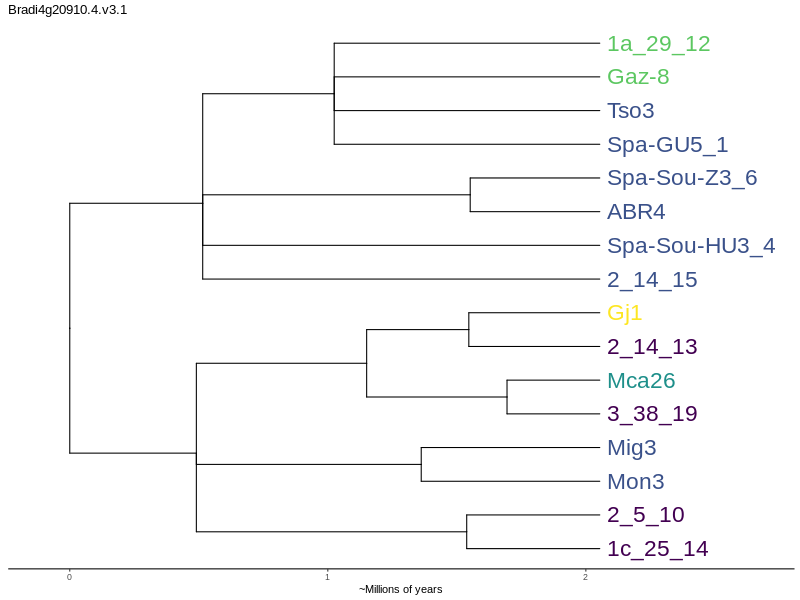 Bradi4g20910.4.v3.1
1a_29_12
Gaz-8
Tso3
Spa-GU5_1
Spa-Sou-Z3_6
ABR4
Spa-Sou-HU3_4
2_14_15
Gj1
2_14_13
Mca26
3_38_19
Mig3
Mon3
2_5_10
1c_25_14
0 1 2
~Millions of years